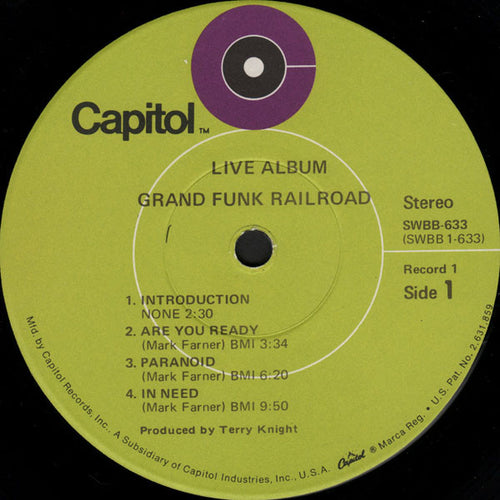 Capitol™
LIVE ALBUM
GRAND FUNK RAILROAD
Stereo
SWBB-633
(SWBB 1-633)
Record 1
Side 1
1. INTRODUCTION
NONE 2:30
2. ARE YOU READY
(Mark Farner) BMI 3:34
3. PARANOID
(Mark Farner) BMI 6:20
4. IN NEED
(Mark Farner) BMI 9:50
Produced by Terry Knight
Mfd. by Capitol Records, Inc., A Subsidiary of Capitol Industries, Inc., U.S.A. Capitol ® Marca Reg. • U.S. Pat. No. 2,631,859